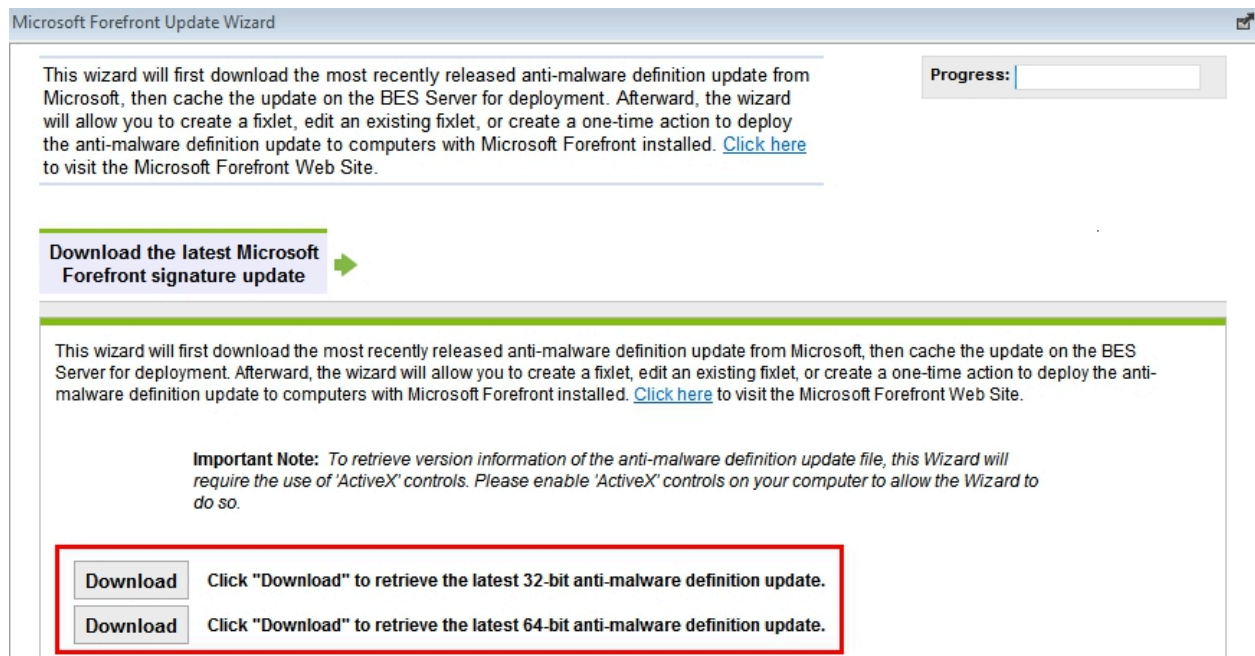 Microsoft Forefront Update Wizard
This wizard will first download the most recently released anti-malware definition update from
Microsoft, then cache the update on the BES Server for deployment. Afterward, the wizard
will allow you to create a fixlet, edit an existing fixlet, or create a one-time action to deploy
the anti-malware definition update to computers with Microsoft Forefront installed. Click here
to visit the Microsoft Forefront Web Site.
Progress:
Download the latest Microsoft
Forefront signature update
This wizard will first download the most recently released anti-malware definition update from Microsoft, then cache the update on the BES
Server for deployment. Afterward, the wizard will allow you to create a fixlet, edit an existing fixlet, or create a one-time action to deploy the anti-
malware definition update to computers with Microsoft Forefront installed. Click here to visit the Microsoft Forefront Web Site.
Important Note: To retrieve version information of the anti-malware definition update file, this Wizard will
require the use of 'ActiveX' controls. Please enable 'ActiveX' controls on your computer to allow the Wizard to
do so.
Download Click "Download" to retrieve the latest 32-bit anti-malware definition update.
Download Click "Download" to retrieve the latest 64-bit anti-malware definition update.